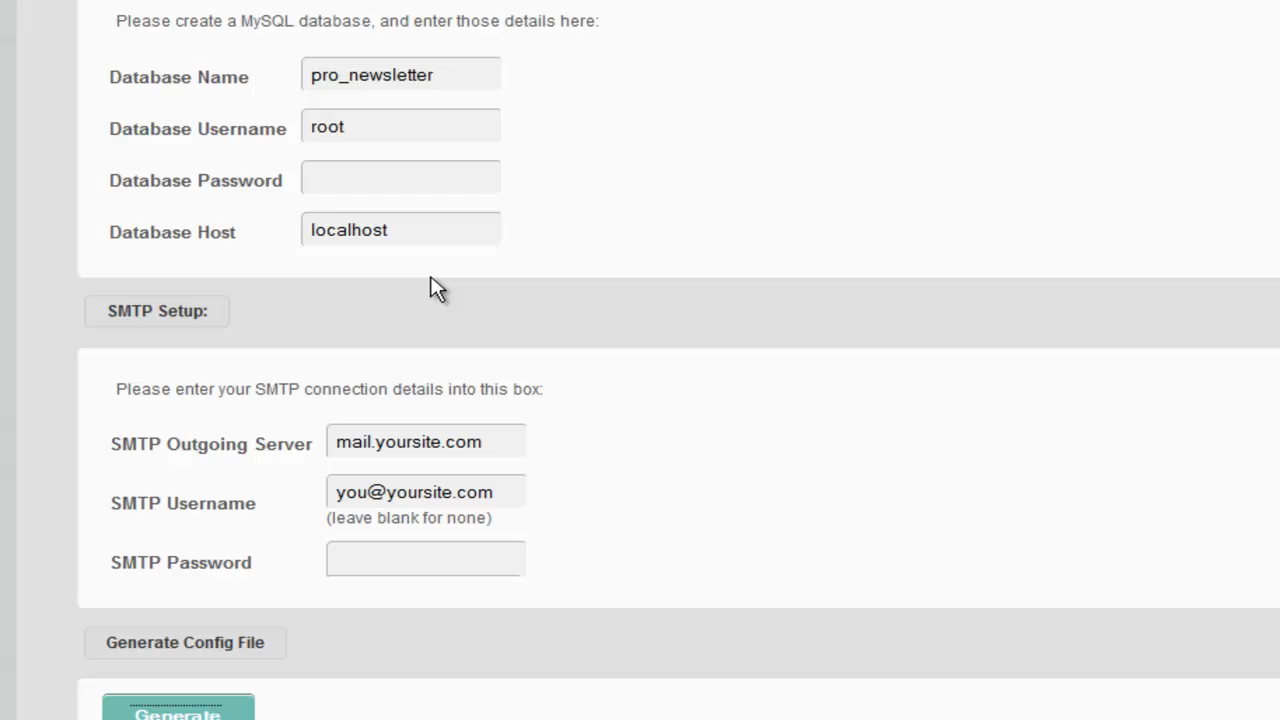 Please create a MySQL database, and enter those details here:
Database Name pro_newsletter
Database Username root
Database Password
Database Host localhost
SMTP Setup:
Please enter your SMTP connection details into this box:
SMTP Outgoing Server mail.yoursite.com
SMTP Username you@yoursite.com
(leave blank for none)
SMTP Password
Generate Config File
Generate